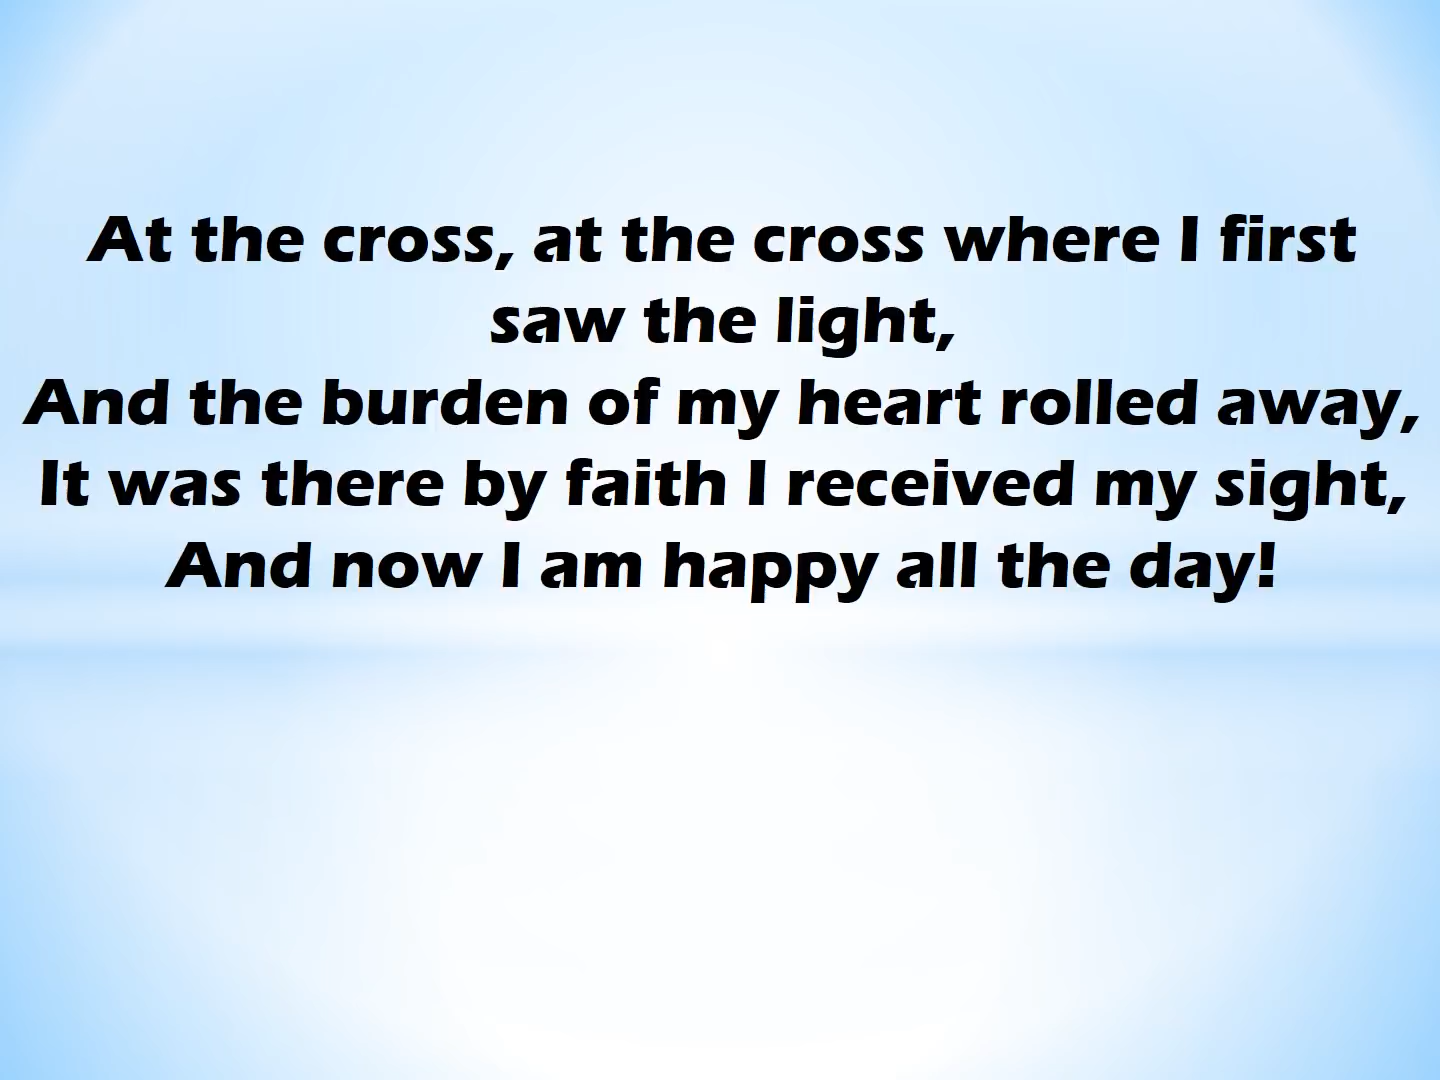 At the cross, at the cross where I first
saw the light,
And the burden of my heart rolled away,
It was there by faith I received my sight,
And now I am happy all the day!